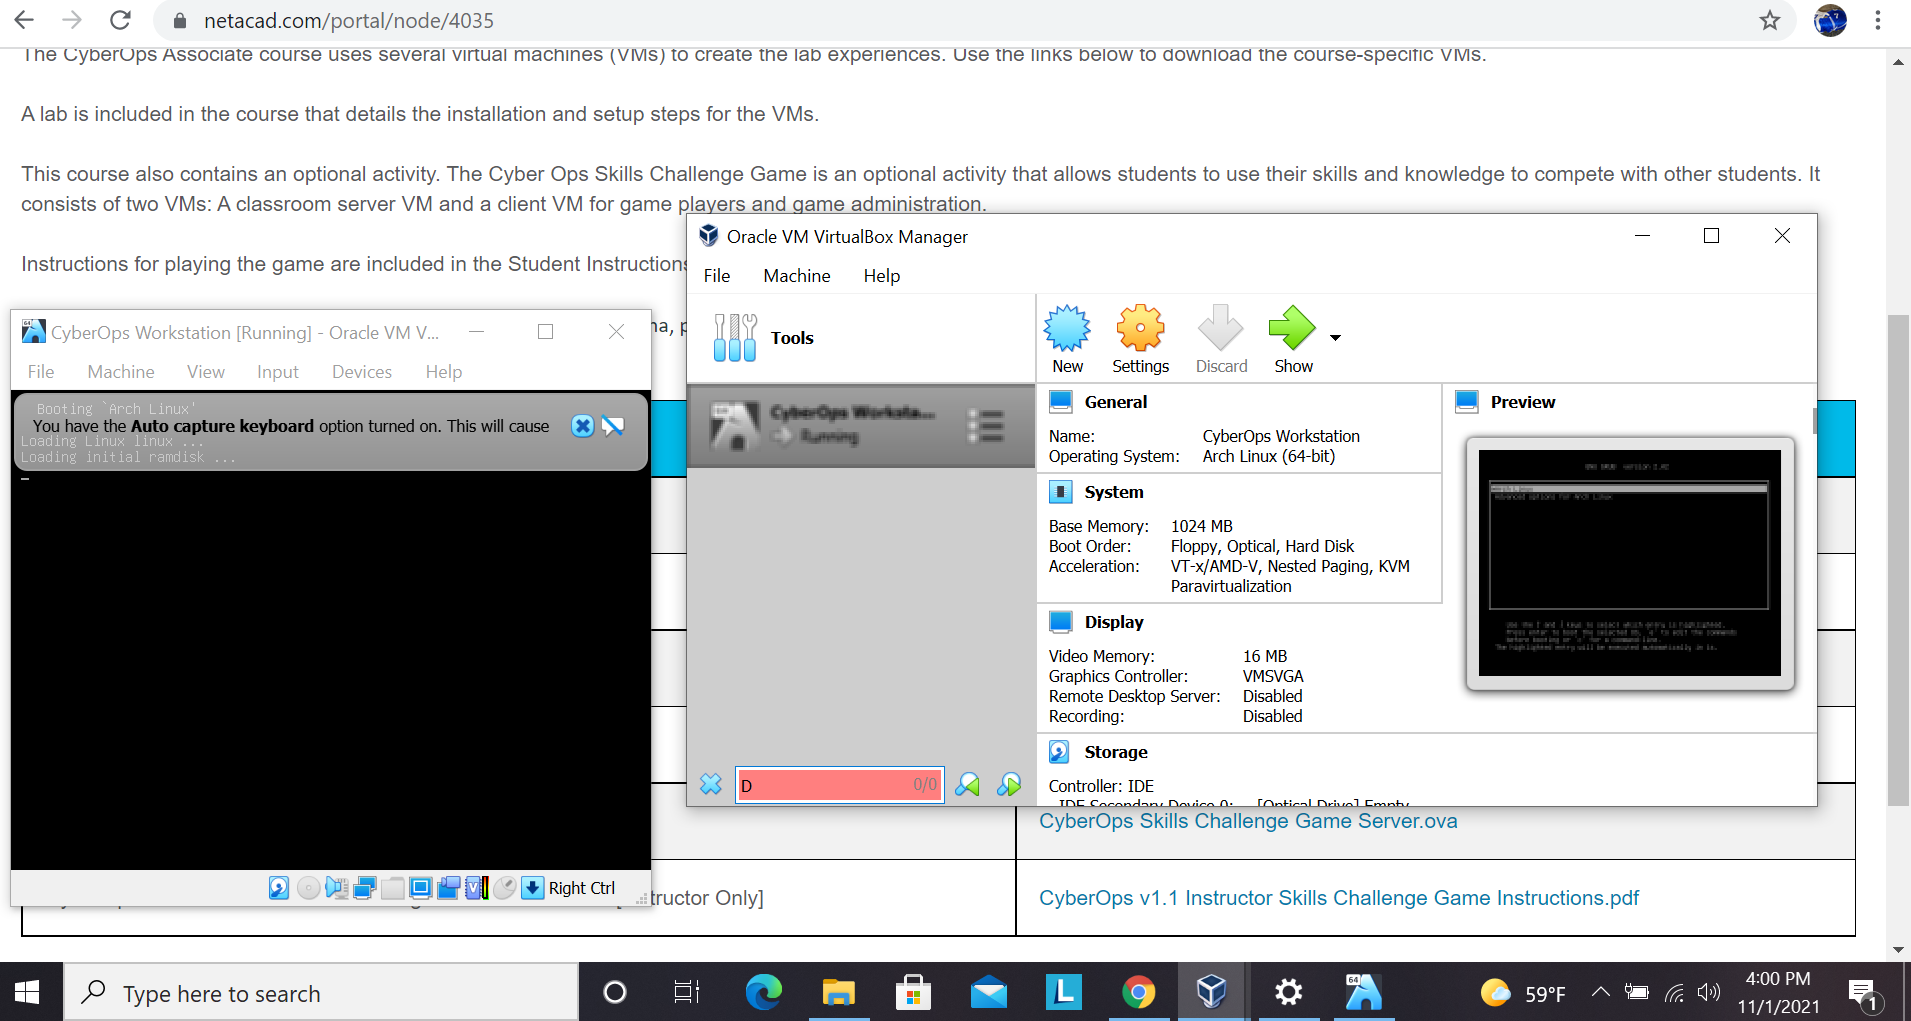 netacad.com/portal/node/4035
The CyberOps Associate course uses several virtual machines (VMs) to create the lab experiences. Use the links below to download the course-specific VMs.
A lab is included in the course that details the installation and setup steps for the VMs.
This course also contains an optional activity. The Cyber Ops Skills Challenge Game is an optional activity that allows students to use their skills and knowledge to compete with other students. It
consists of two VMs: A classroom server VM and a client VM for game players and game administration.
Instructions for playing the game are included in the Student Instructions
CyberOps Workstation [Running] - Oracle VM V...
File Machine View Input Devices Help
Booting `Arch Linux'
You have the Auto capture keyboard option turned on. This will cause
Loading Linux linux ...
Loading initial ramdisk ...
Right Ctrl
Oracle VM VirtualBox Manager
File Machine Help
Tools
New Settings Discard Show
CyberOps Worksta...
Running
General
Name: CyberOps Workstation
Operating System: Arch Linux (64-bit)
System
Base Memory: 1024 MB
Boot Order: Floppy, Optical, Hard Disk
Acceleration: VT-x/AMD-V, Nested Paging, KVM
Paravirtualization
Display
Video Memory: 16 MB
Graphics Controller: VMSVGA
Remote Desktop Server: Disabled
Recording: Disabled
Storage
Controller: IDE
IDE Secondary Device 0: [Optical Drive] Empty
Preview
D 0/0
CyberOps Skills Challenge Game Server.ova
tructor Only]
CyberOps v1.1 Instructor Skills Challenge Game Instructions.pdf
Type here to search
59°F
4:00 PM
11/1/2021
1